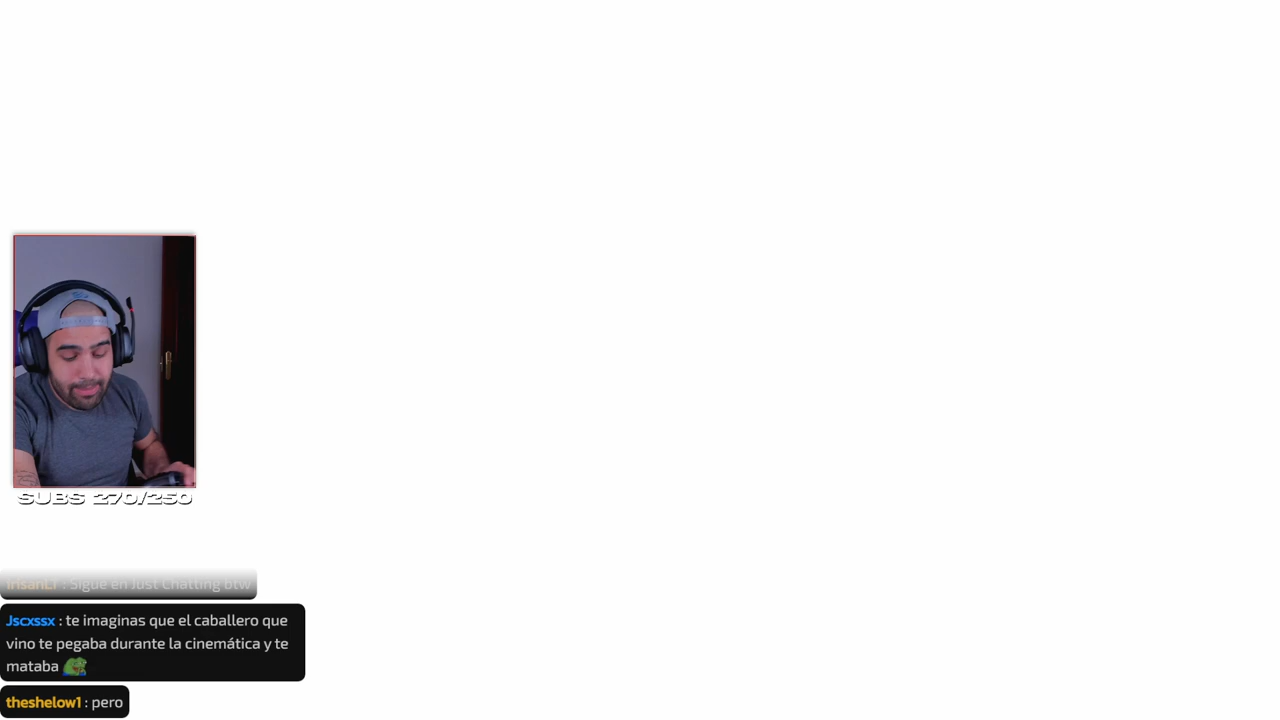 SUBS 270/250
IrisanLT : Sigue en Just Chatting btw
Jscxssx : te imaginas que el caballero que
vino te pegaba durante la cinemática y te
mataba
theshelow1 : pero